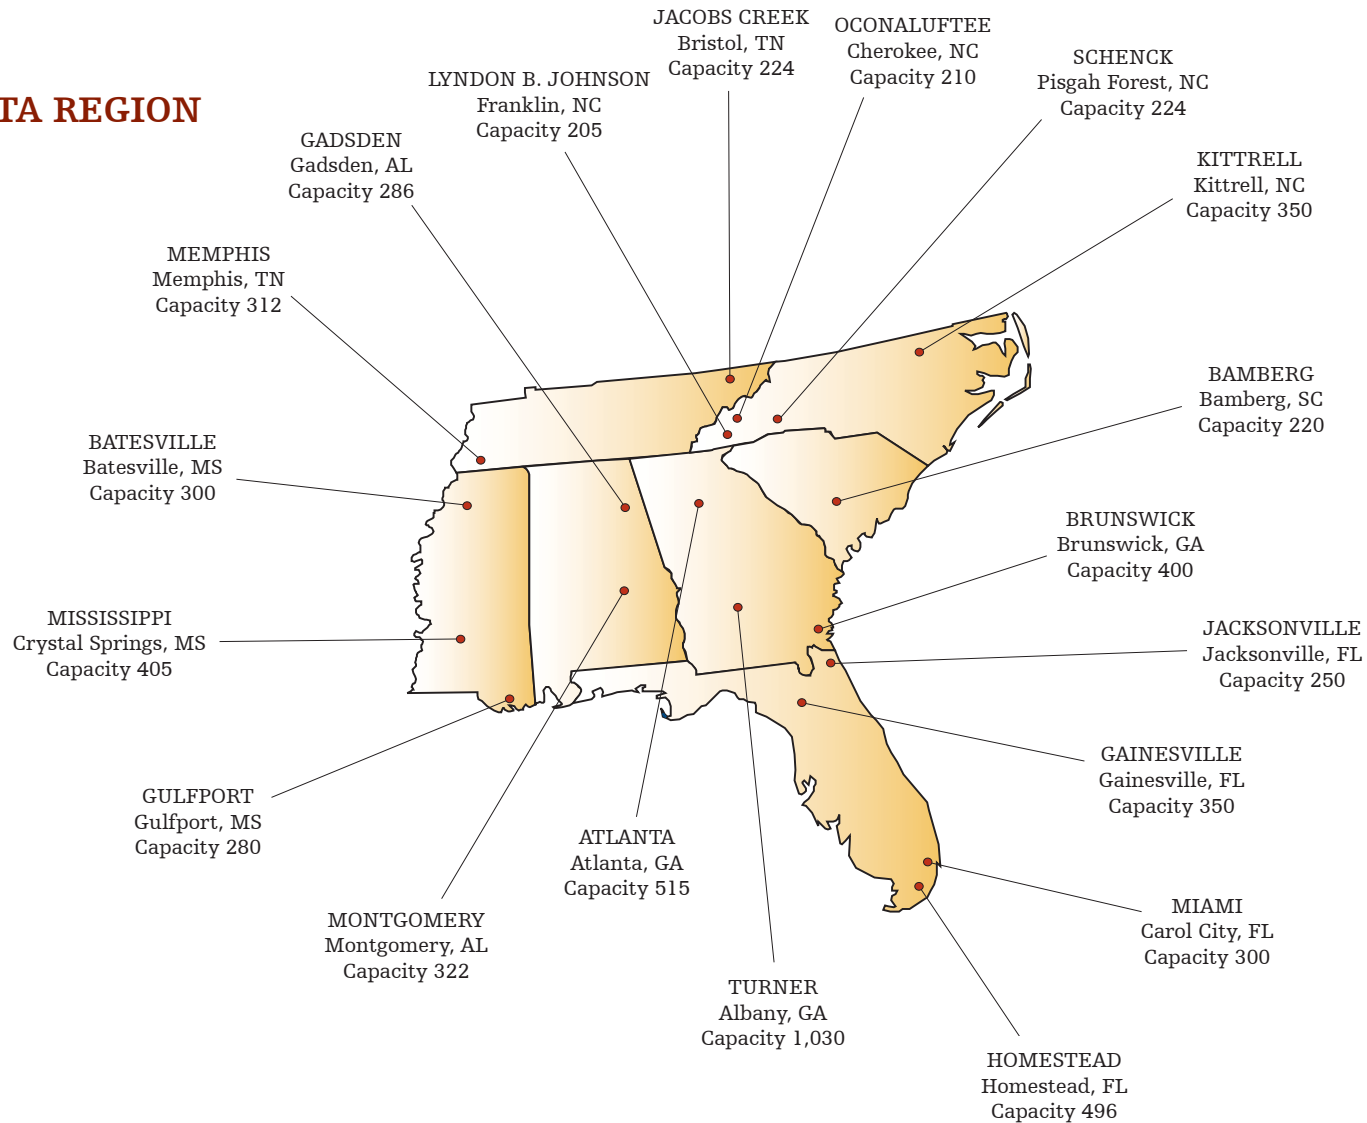 TA REGION
JACOBS CREEK
Bristol, TN
Capacity 224
OCONALUFTEE
Cherokee, NC
Capacity 210
SCHENCK
Pisgah Forest, NC
Capacity 224
LYNDON B. JOHNSON
Franklin, NC
Capacity 205
GADSDEN
Gadsden, AL
Capacity 286
KITTRELL
Kittrell, NC
Capacity 350
MEMPHIS
Memphis, TN
Capacity 312
BAMBERG
Bamberg, SC
Capacity 220
BATESVILLE
Batesville, MS
Capacity 300
BRUNSWICK
Brunswick, GA
Capacity 400
MISSISSIPPI
Crystal Springs, MS
Capacity 405
JACKSONVILLE
Jacksonville, FL
Capacity 250
GAINESVILLE
Gainesville, FL
Capacity 350
GULFPORT
Gulfport, MS
Capacity 280
ATLANTA
Atlanta, GA
Capacity 515
MONTGOMERY
Montgomery, AL
Capacity 322
MIAMI
Carol City, FL
Capacity 300
TURNER
Albany, GA
Capacity 1,030
HOMESTEAD
Homestead, FL
Capacity 496